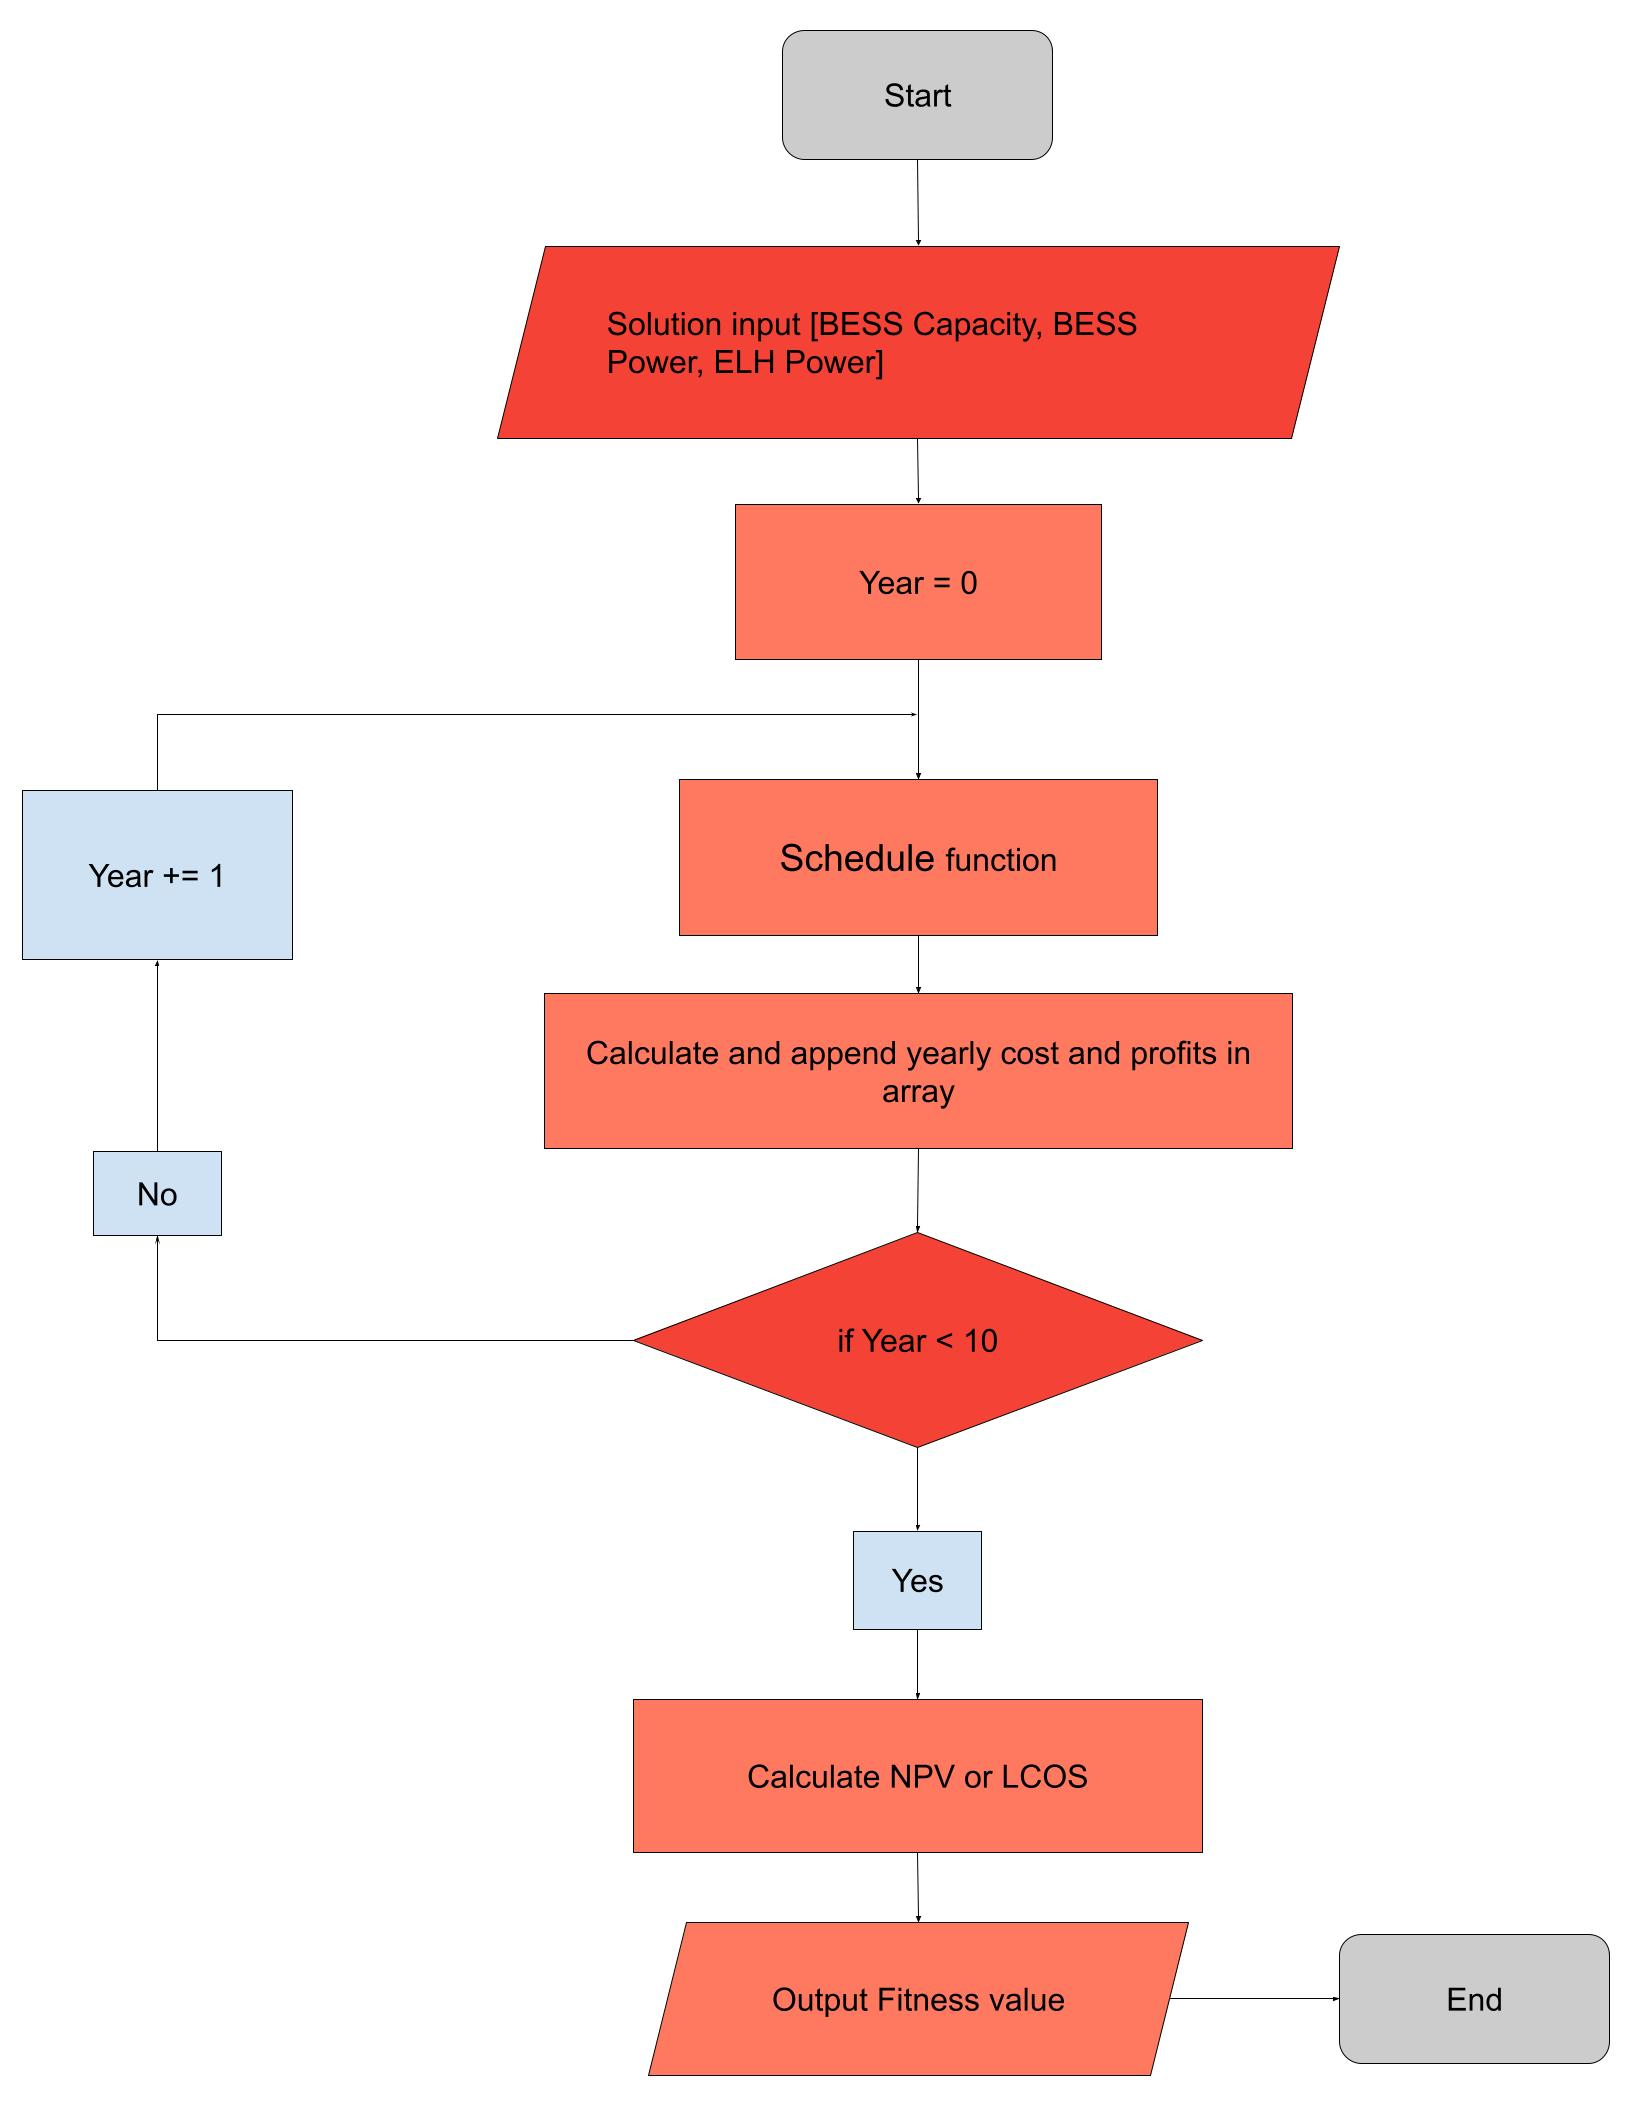 Start
Solution input [BESS Capacity, BESS
Power, ELH Power]
Year = 0
Schedule function
Year += 1
Calculate and append yearly cost and profits in
array
No
if Year < 10
Yes
Calculate NPV or LCOS
Output Fitness value
End